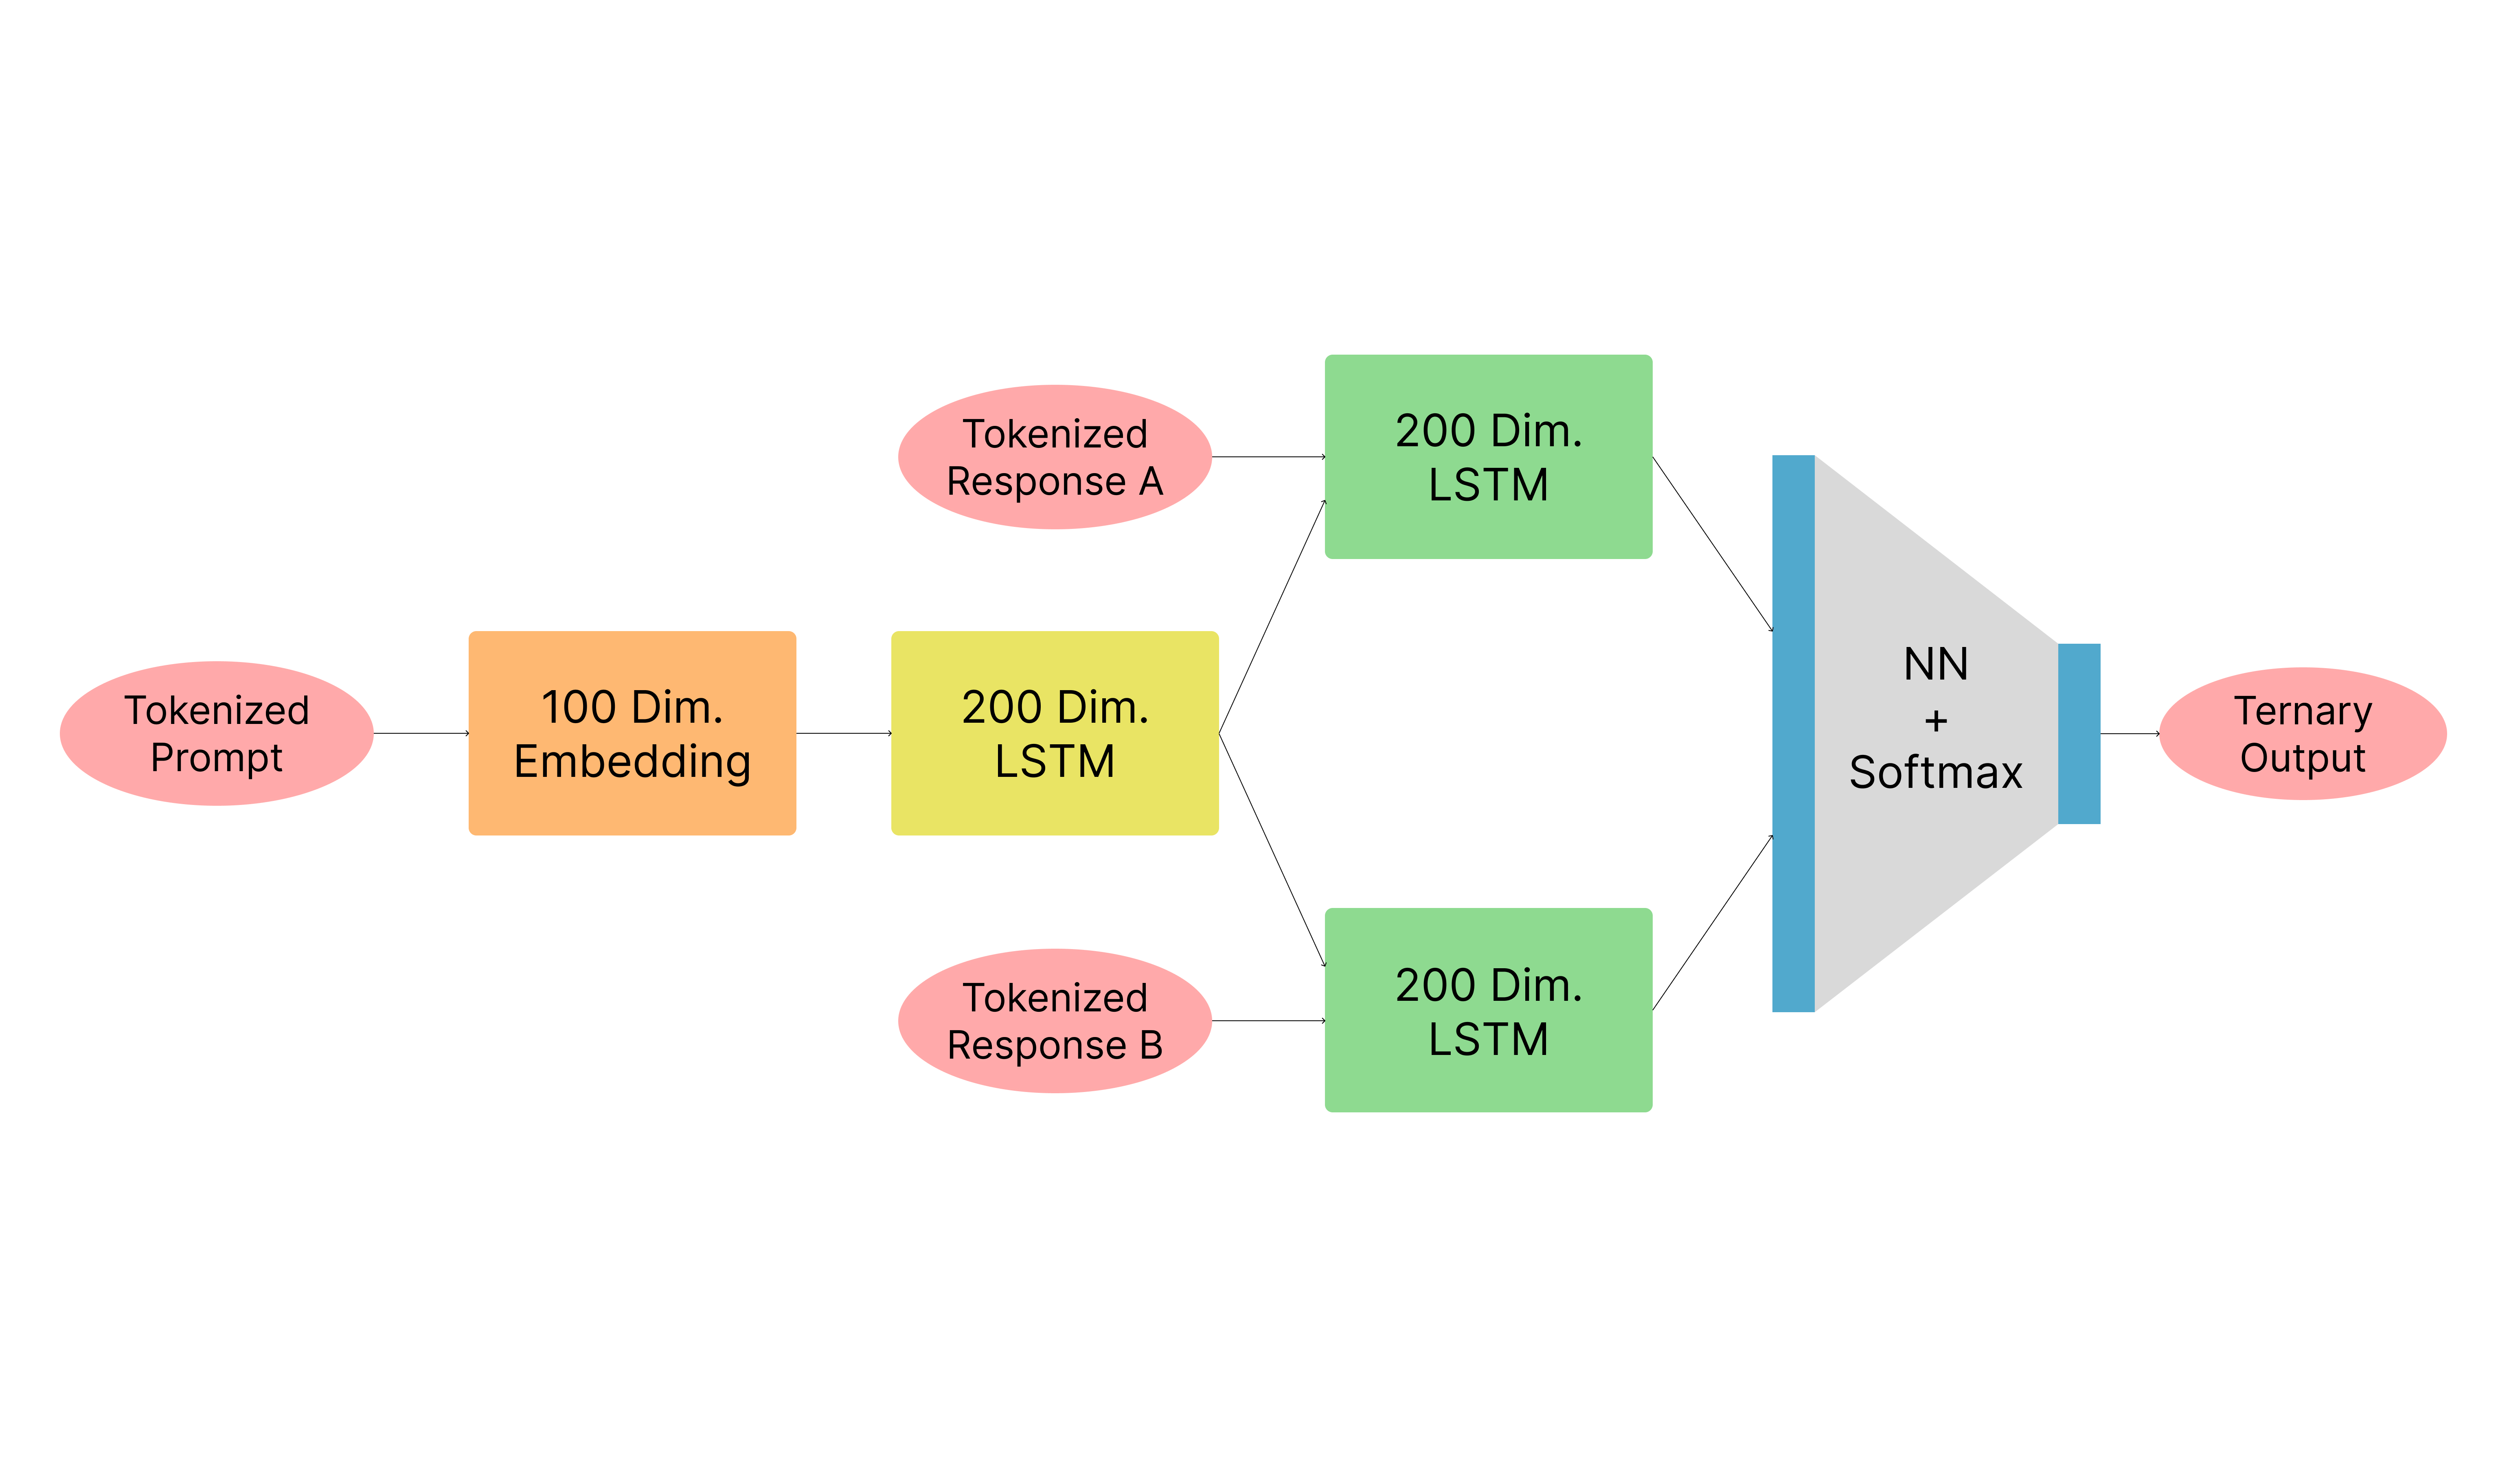 Tokenized
Prompt
100 Dim.
Embedding
200 Dim.
LSTM
Tokenized
Response A
Tokenized
Response B
200 Dim.
LSTM
200 Dim.
LSTM
NN
+
Softmax
Ternary
Output